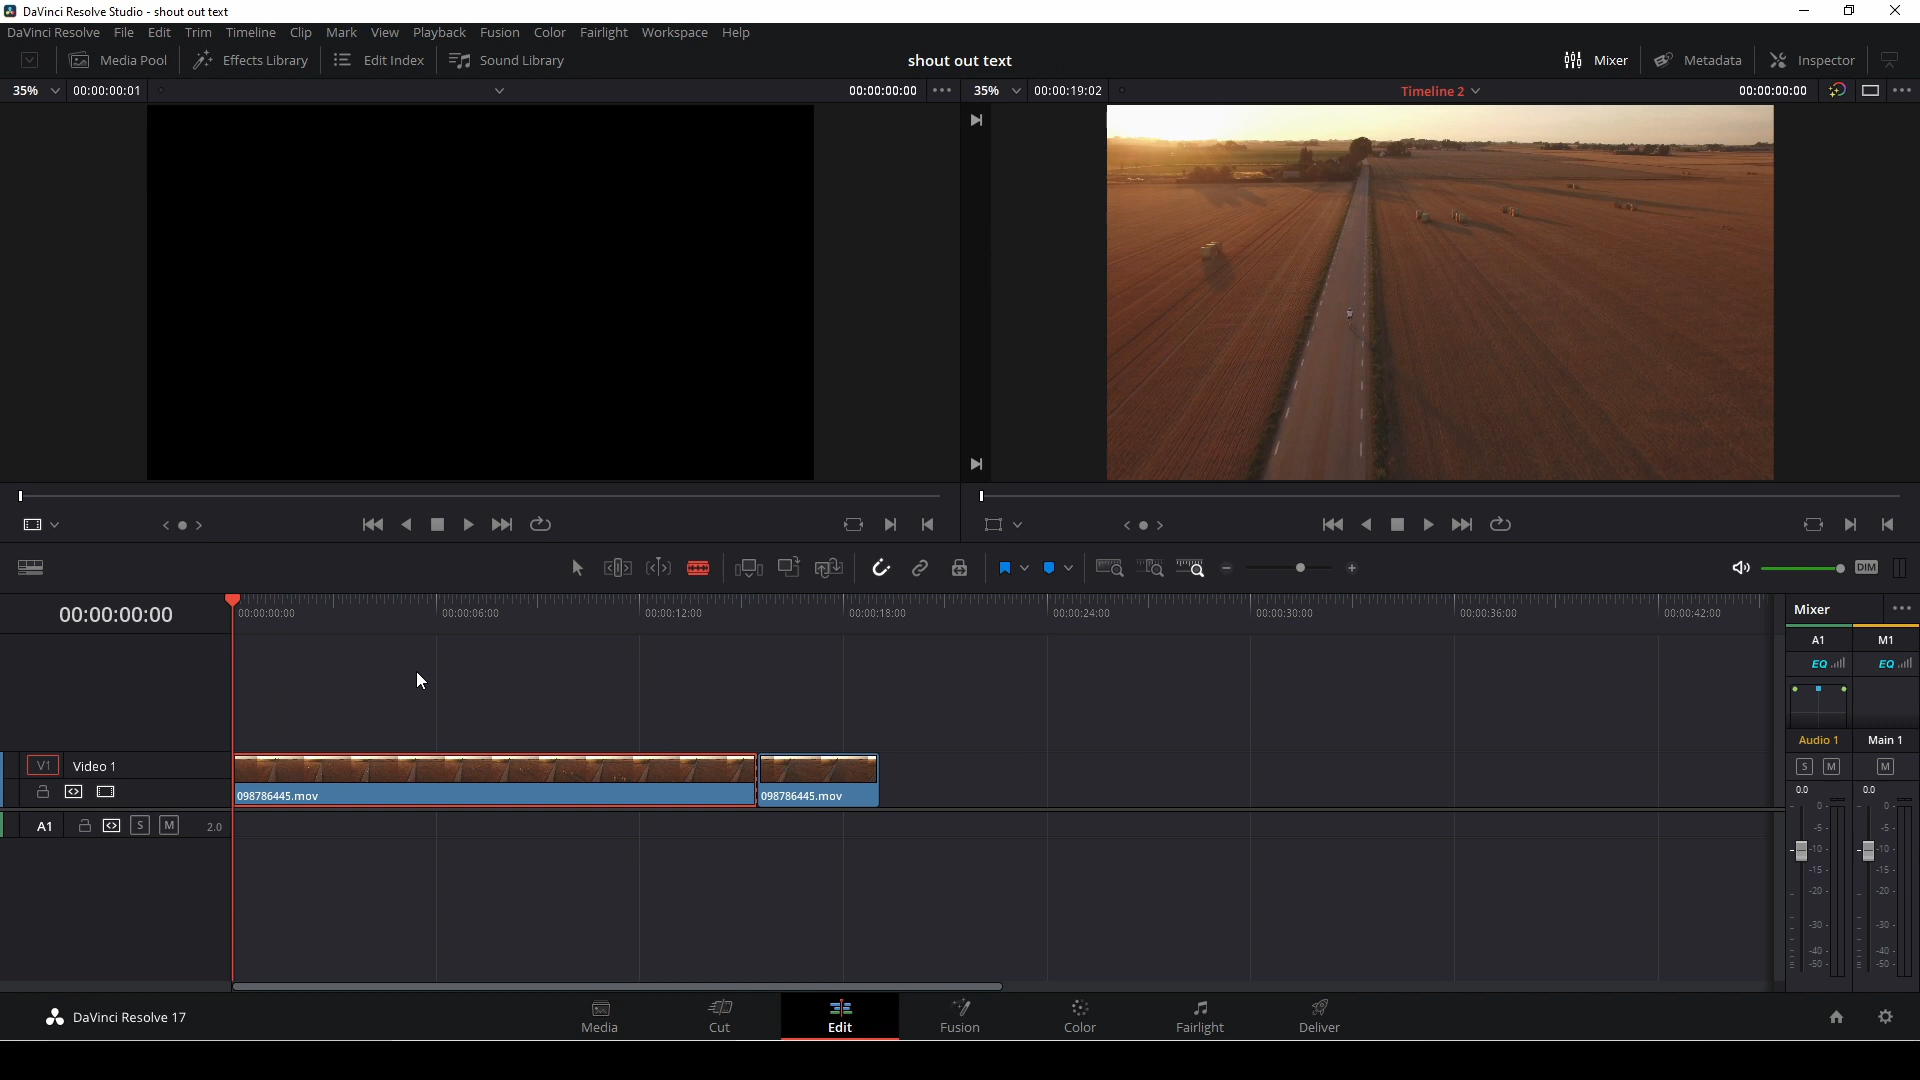 DaVinci Resolve Studio - shout out text
DaVinci Resolve File Edit Trim Timeline Clip Mark View Playback Fusion Color Fairlight Workspace Help
Media Pool Effects Library Edit Index Sound Library shout out text Mixer Metadata Inspector
35% 00:00:00:01 00:00:00:00 35% 00:00:19:02 Timeline 2 00:00:00:00
DIM
00:00:00:00 00:00:00:00 00:00:06:00 00:00:12:00 00:00:18:00 00:00:24:00 00:00:30:00 00:00:36:00 00:00:42:00 Mixer
A1 M1
EQ EQ
Audio 1 Main 1
V1 Video 1 S M M
098786445.mov 098786445.mov 0.0 0.0
A1 S M 2.0
0 0
-5 -5
-10 -10
-15 -15
-20 -20
-30 -30
-40 -40
-50 -50
DaVinci Resolve 17 Media Cut Edit Fusion Color Fairlight Deliver